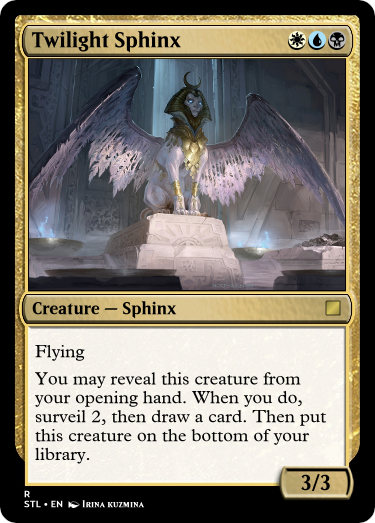 Twilight Sphinx
Creature — Sphinx
Flying
You may reveal this creature from
your opening hand. When you do,
surveil 2, then draw a card. Then put
this creature on the bottom of your
library.
3/3
R
STL • EN Irina kuzmina